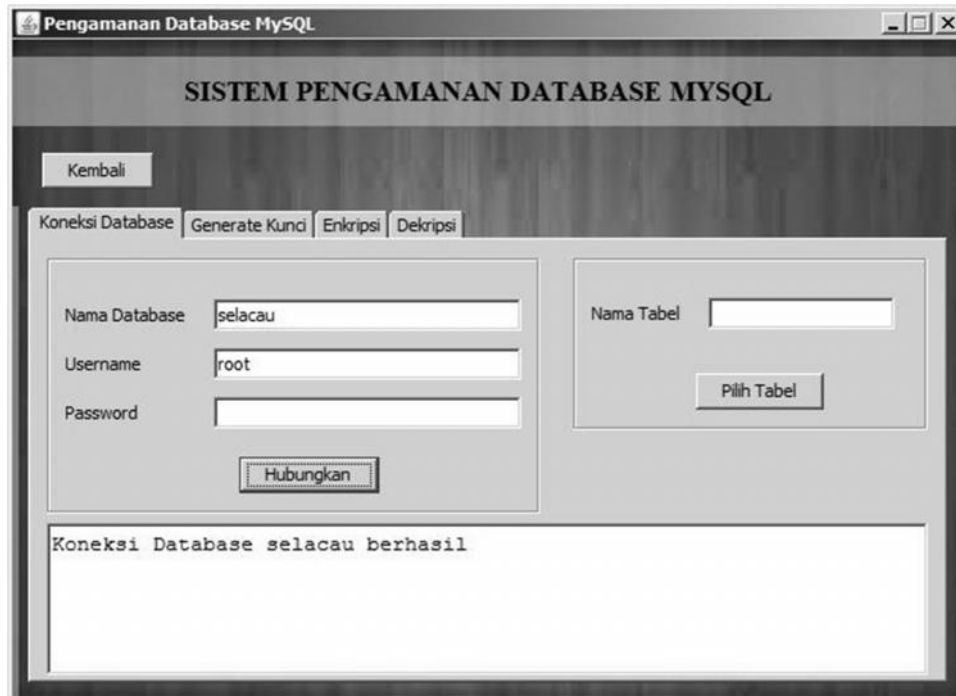 Pengamanan Database MySQL
SISTEM PENGAMANAN DATABASE MYSQL
Kembali
Koneksi Database Generate Kunci Enkripsi Dekripsi
Nama Database selacau
Username root
Password
Hubungkan
Nama Tabel
Pilih Tabel
Koneksi Database selacau berhasil